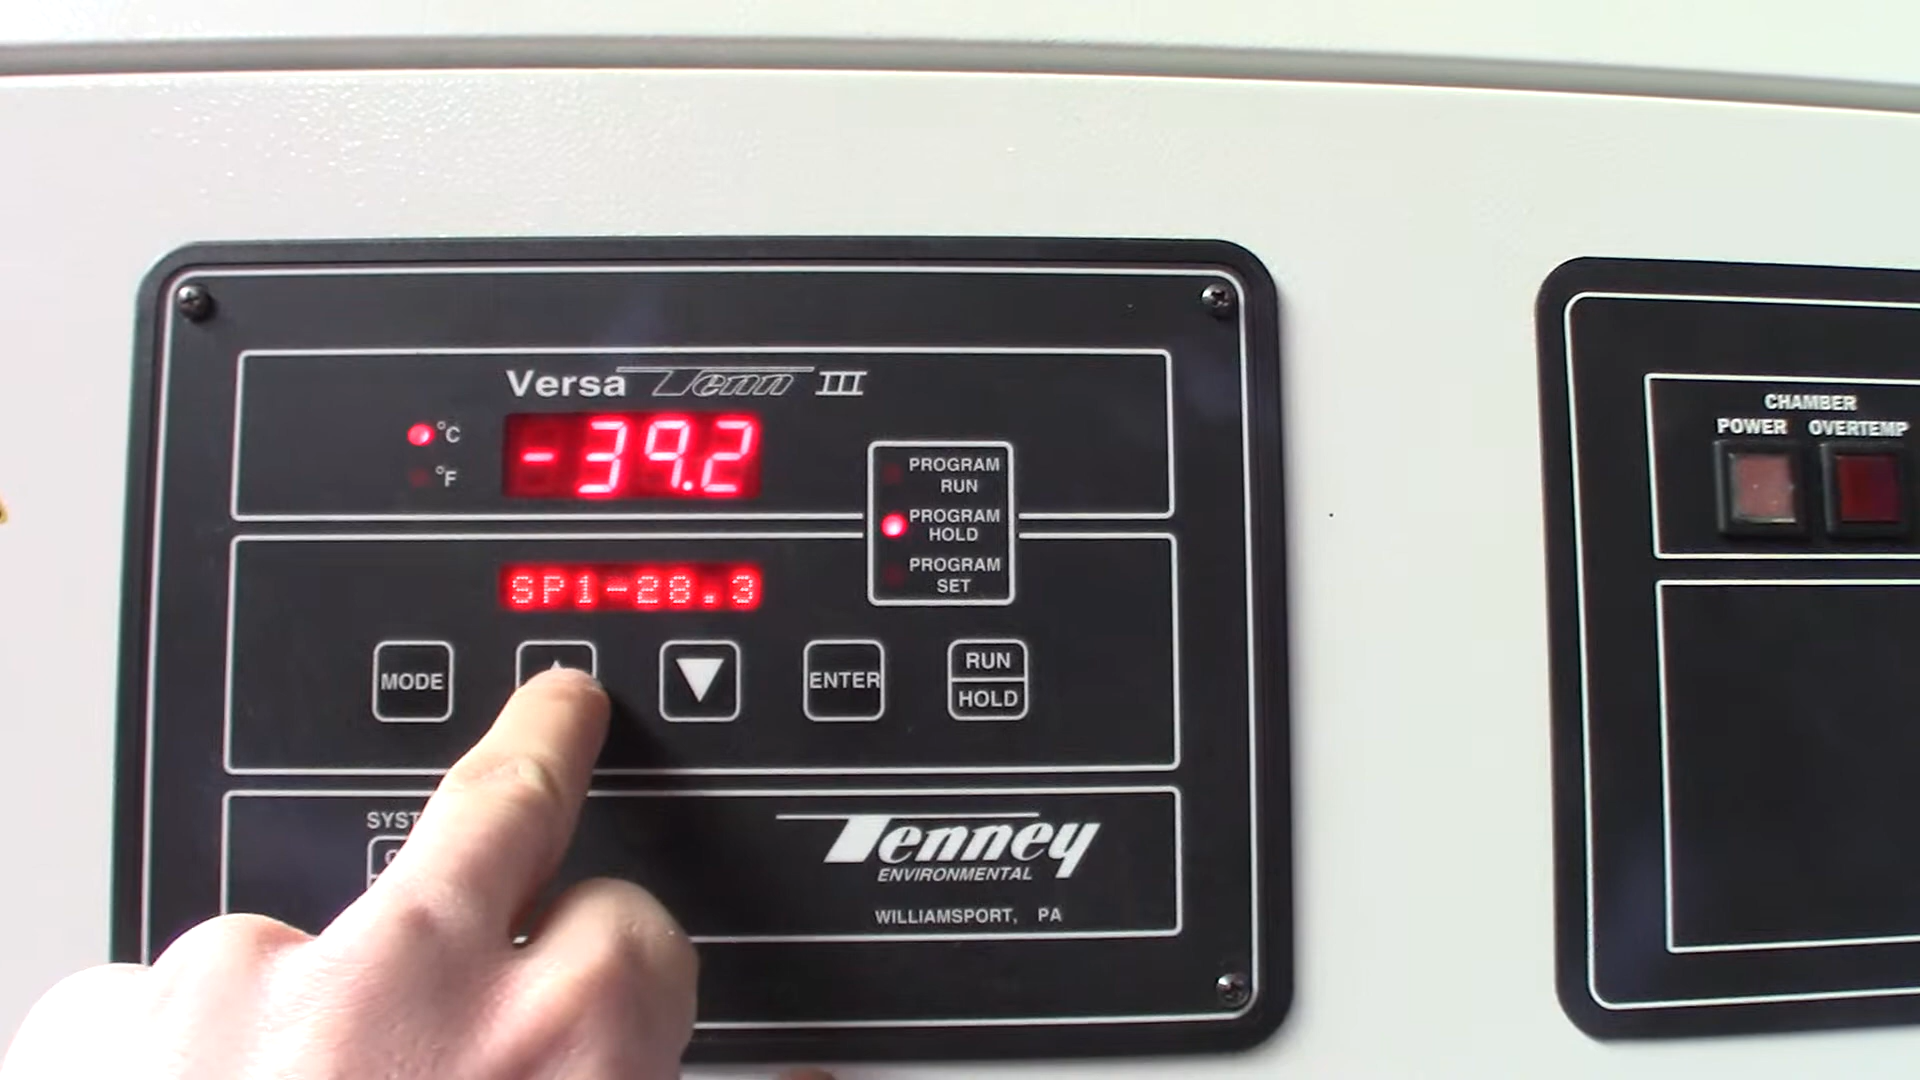 Versa Tenn III
°C
-39.2
°F
PROGRAM
RUN
PROGRAM
HOLD
PROGRAM
SET
SP1-28.3
MODE
ENTER
RUN
HOLD
Tenney
ENVIRONMENTAL
WILLIAMSPORT, PA
CHAMBER
POWER OVERTEMP